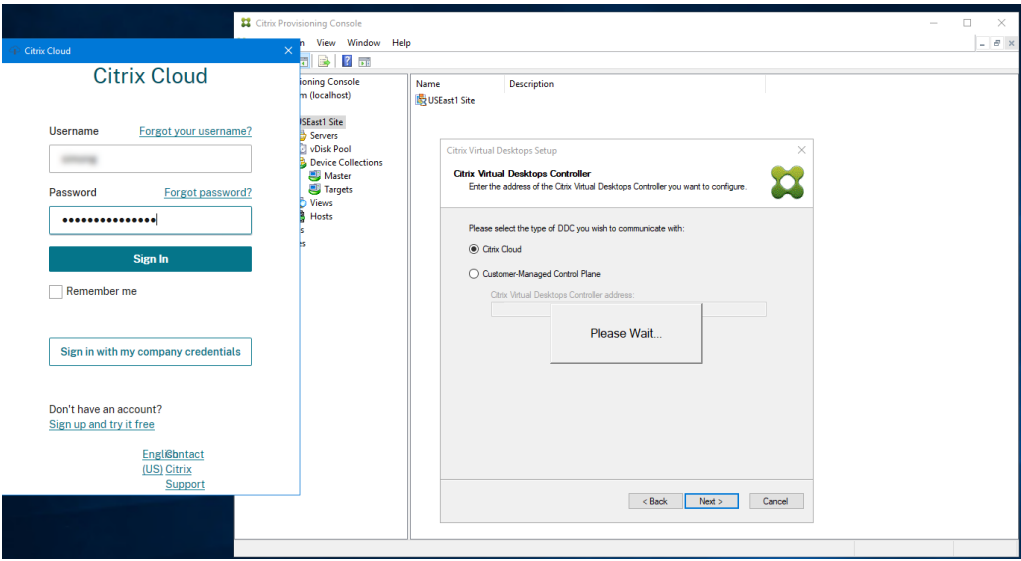 Citrix Provisioning Console
n View Window Help
Citrix Cloud
Citrix Cloud
Username Forgot your username?
Password Forgot password?
Sign In
Remember me
Sign in with my company credentials
Don't have an account?
Sign up and try it free
English Contact
(US) Citrix
Support
ioning Console
m (localhost)
USEast1 Site
Servers
vDisk Pool
Device Collections
Master
Targets
Views
Hosts
s
es
Name Description
USEast1 Site
Citrix Virtual Desktops Setup
Citrix Virtual Desktops Controller
Enter the address of the Citrix Virtual Desktops Controller you want to configure.
Please select the type of DDC you wish to communicate with:
Citrix Cloud
Customer-Managed Control Plane
Citrix Virtual Desktops Controller address:
Please Wait...
< Back Next > Cancel